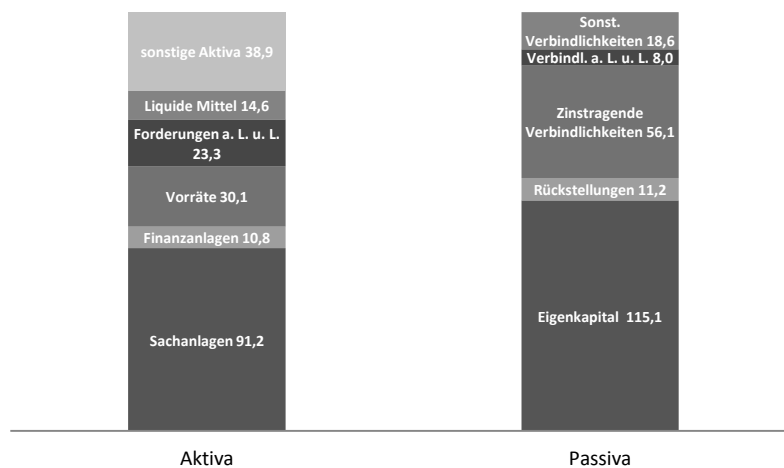 sonstige Aktiva 38,9
Liquide Mittel 14,6
Forderungen a. L. u. L.
23,3
Vorräte 30,1
Finanzanlagen 10,8
Sachanlagen 91,2
Aktiva
Sonst.
Verbindlichkeiten 18,6
Verbindl. a. L. u. L. 8,0
Zinstragende
Verbindlichkeiten 56,1
Rückstellungen 11,2
Eigenkapital 115,1
Passiva